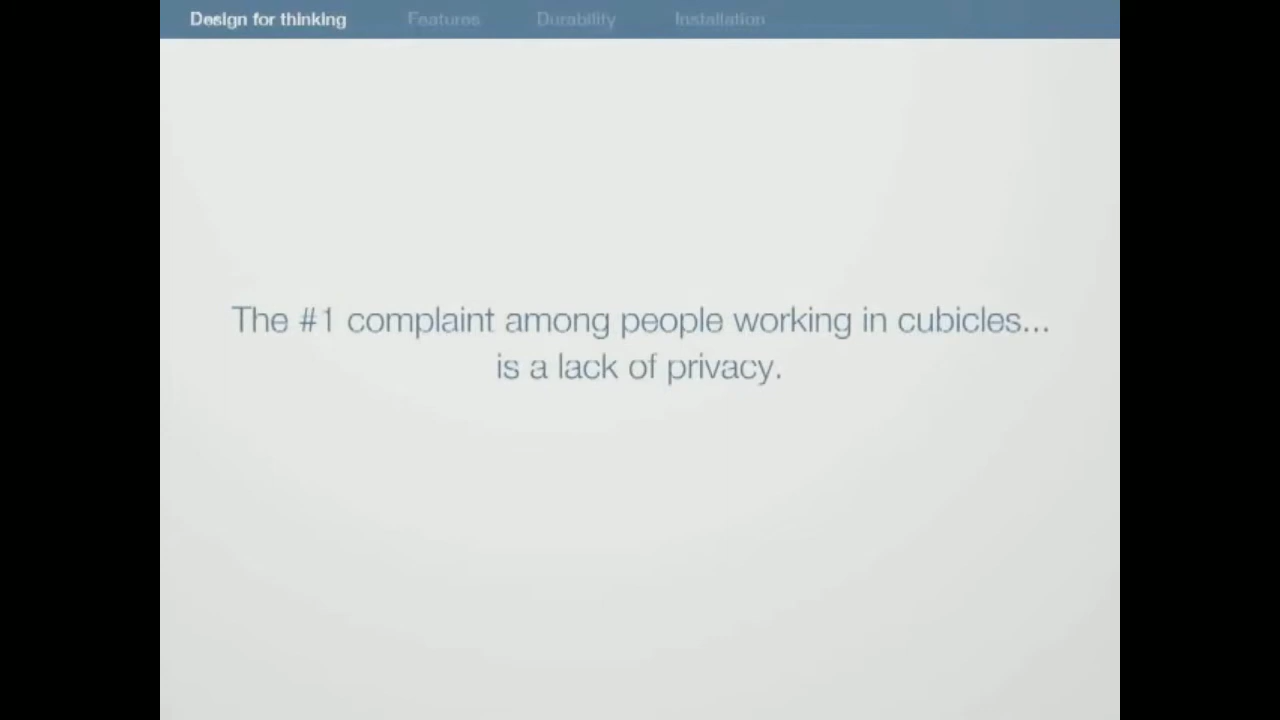 Design for thinking Features Durability Installation
The #1 complaint among people working in cubicles...
is a lack of privacy.